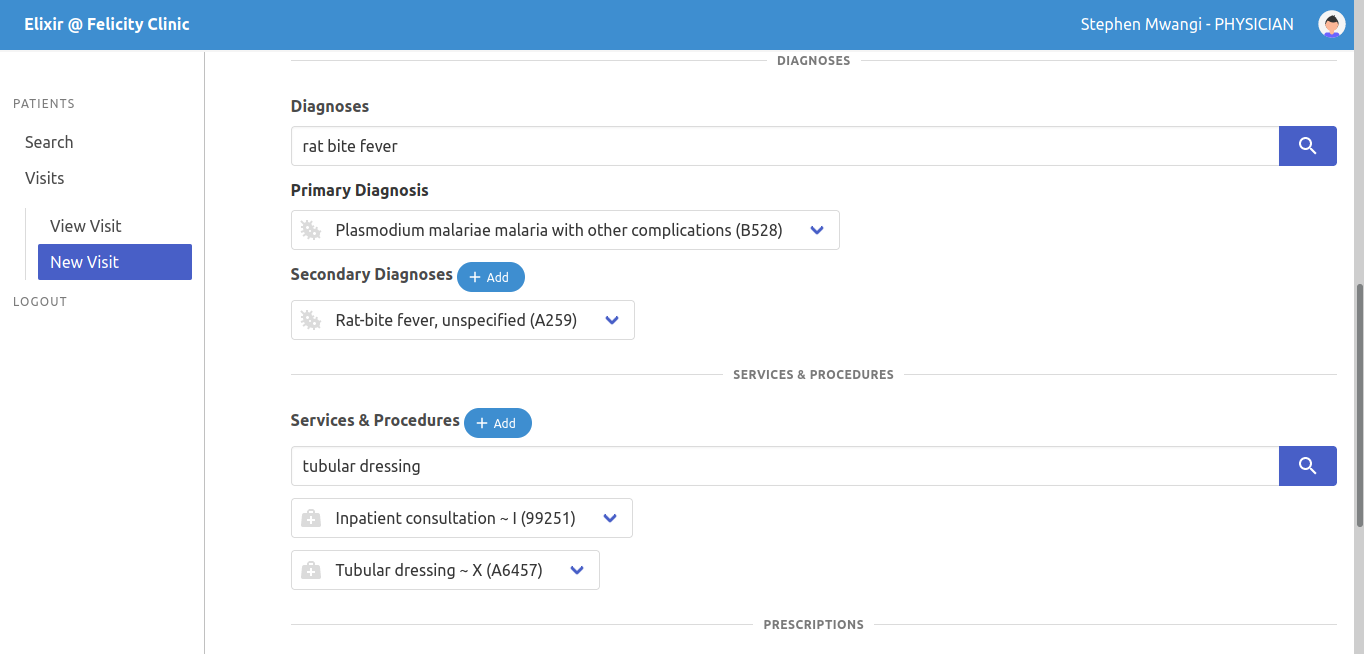 Elixir @ Felicity Clinic
Stephen Mwangi - PHYSICIAN
PATIENTS
Search
Visits
View Visit
New Visit
LOGOUT
DIAGNOSES
Diagnoses
rat bite fever
Primary Diagnosis
Plasmodium malariae malaria with other complications (B528)
Secondary Diagnoses + Add
Rat-bite fever, unspecified (A259)
SERVICES & PROCEDURES
Services & Procedures + Add
tubular dressing
Inpatient consultation ~ I (99251)
Tubular dressing ~ X (A6457)
PRESCRIPTIONS